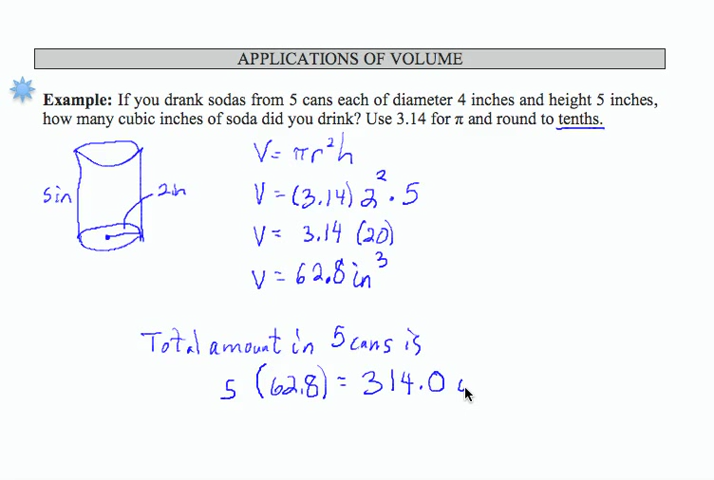 APPLICATIONS OF VOLUME
Example: If you drank sodas from 5 cans each of diameter 4 inches and height 5 inches,
how many cubic inches of soda did you drink? Use 3.14 for π and round to tenths.
V = πr²h
5in
2in
V = (3.14) 2² · 5
V = 3.14 (20)
V = 62.8 in³
Total amount in 5 cans is
5 (62.8) = 314.0